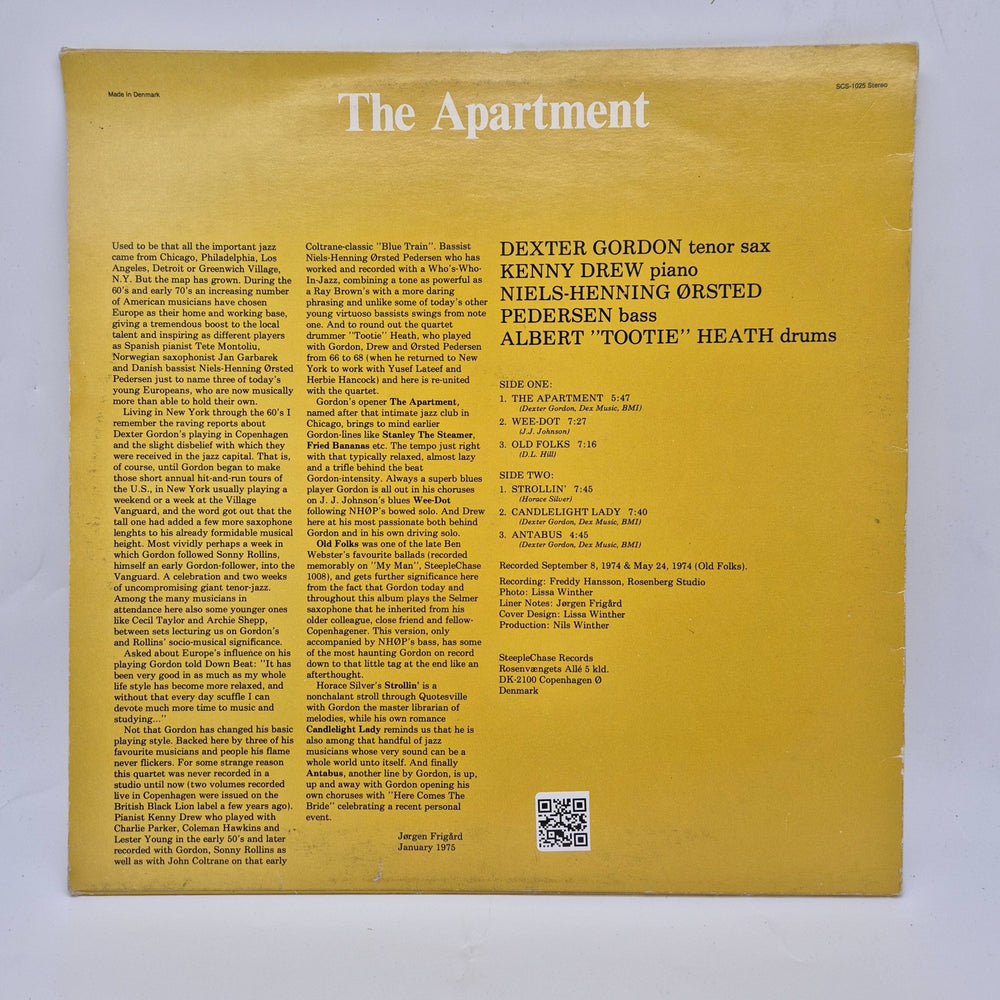 Made In Denmark
SCS-1025 Stereo
The Apartment
Used to be that all the important jazz
came from Chicago, Philadelphia, Los
Angeles, Detroit or Greenwich Village,
N.Y. But the map has grown. During the
60's and early 70's an increasing number
of American musicians have chosen
Europe as their home and working base,
giving a tremendous boost to the local
talent and inspiring as different players
as Spanish pianist Tete Montoliu,
Norwegian saxophonist Jan Garbarek
and Danish bassist Niels-Henning Ørsted
Pedersen just to name three of today's
young Europeans, who are now musically
more than able to hold their own.
Living in New York through the 60's I
remember the raving reports about
Dexter Gordon's playing in Copenhagen
and the slight disbelief with which they
were received in the jazz capital. That is,
of course, until Gordon began to make
those short annual hit-and-run tours of
the U.S., in New York usually playing a
weekend or a week at the Village
Vanguard, and the word got out that the
tall one had added a few more saxophone
lenghts to his already formidable musical
height. Most vividly perhaps a week in
which Gordon followed Sonny Rollins,
himself an early Gordon-follower, into the
Vanguard. A celebration and two weeks
of uncompromising giant tenor-jazz.
Among the many musicians in
attendance here also some younger ones
like Cecil Taylor and Archie Shepp,
between sets lecturing us on Gordon's
and Rollins' socio-musical significance.
Asked about Europe's influence on his
playing Gordon told Down Beat: "It has
been very good in as much as my whole
life style has become more relaxed, and
without that every day scuffle I can
devote much more time to music and
studying..."
Not that Gordon has changed his basic
playing style. Backed here by three of his
favourite musicians and people his flame
never flickers. For some strange reason
this quartet was never recorded in a
studio until now (two volumes recorded
live in Copenhagen were issued on the
British Black Lion label a few years ago).
Pianist Kenny Drew who played with
Charlie Parker, Coleman Hawkins and
Lester Young in the early 50's and later
recorded with Gordon, Sonny Rollins as
well as with John Coltrane on that early
Coltrane-classic "Blue Train". Bassist
Niels-Henning Ørsted Pedersen who has
worked and recorded with a Who's-Who-
In-Jazz, combining a tone as powerful as
a Ray Brown's with a more daring
phrasing and unlike some of today's other
young virtuoso bassists swings from note
one. And to round out the quartet
drummer "Tootie" Heath, who played
with Gordon, Drew and Ørsted Pedersen
from 66 to 68 (when he returned to New
York to work with Yusef Lateef and
Herbie Hancock) and here is re-united
with the quartet.
Gordon's opener The Apartment,
named after that intimate jazz club in
Chicago, brings to mind earlier
Gordon-lines like Stanley The Steamer,
Fried Bananas etc. The tempo just right
with that typically relaxed, almost lazy
and a trifle behind the beat
Gordon-intensity. Always a superb blues
player Gordon is all out in his choruses
on J. J. Johnson's blues Wee-Dot
following NHØP's bowed solo. And Drew
here at his most passionate both behind
Gordon and in his own driving solo.
Old Folks was one of the late Ben
Webster's favourite ballads (recorded
memorably on "My Man", SteepleChase
1008), and gets further significance here
from the fact that Gordon today and
throughout this album plays the Selmer
saxophone that he inherited from his
older colleague, close friend and fellow-
Copenhagener. This version, only
accompanied by NHØP's bass, has some
of the most haunting Gordon on record
down to that little tag at the end like an
afterthought.
Horace Silver's Strollin' is a
nonchalant stroll through Quotesville
with Gordon the master librarian of
melodies, while his own romance
Candlelight Lady reminds us that he is
also among that handful of jazz
musicians whose very sound can be a
whole world unto itself. And finally
Antabus, another line by Gordon, is up,
up and away with Gordon opening his
own choruses with "Here Comes The
Bride" celebrating a recent personal
event.
Jørgen Frigård
January 1975
DEXTER GORDON tenor sax
KENNY DREW piano
NIELS-HENNING ØRSTED
PEDERSEN bass
ALBERT "TOOTIE" HEATH drums
SIDE ONE:
1. THE APARTMENT 5:47
(Dexter Gordon, Dex Music, BMI)
2. WEE-DOT 7:27
(J.J. Johnson)
3. OLD FOLKS 7:16
(D.L. Hill)
SIDE TWO:
1. STROLLIN' 7:45
(Horace Silver)
2. CANDLELIGHT LADY 7:40
(Dexter Gordon, Dex Music, BMI)
3. ANTABUS 4:45
(Dexter Gordon, Dex Music, BMI)
Recorded September 8, 1974 & May 24, 1974 (Old Folks).
Recording: Freddy Hansson, Rosenberg Studio
Photo: Lissa Winther
Liner Notes: Jørgen Frigård
Cover Design: Lissa Winther
Production: Nils Winther
SteepleChase Records
Rosenvængets Allé 5 kld.
DK-2100 Copenhagen Ø
Denmark